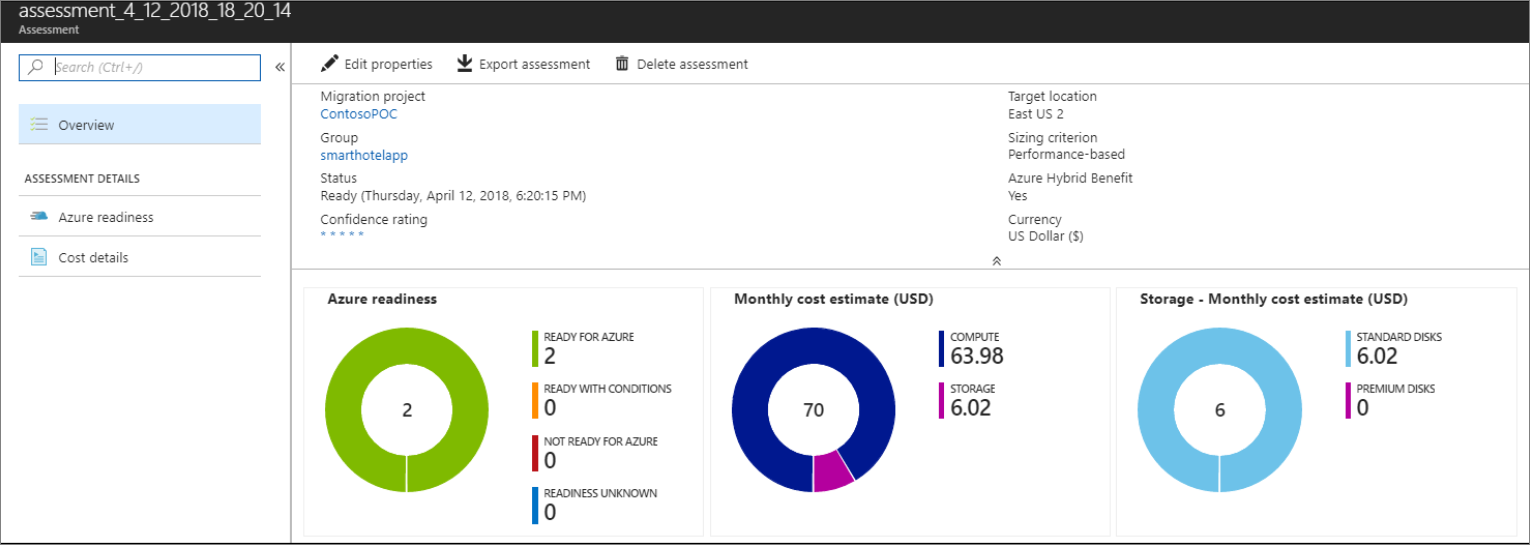 assessment_4_12_2018_18_20_14
Assessment
Search (Ctrl+/)
«
Overview
ASSESSMENT DETAILS
Azure readiness
Cost details
Edit properties
Export assessment
Delete assessment
Migration project
ContosoPOC
Group
smarthotelapp
Status
Ready (Thursday, April 12, 2018, 6:20:15 PM)
Confidence rating
* * * * *
Target location
East US 2
Sizing criterion
Performance-based
Azure Hybrid Benefit
Yes
Currency
US Dollar ($)
Azure readiness
2
READY FOR AZURE
2
READY WITH CONDITIONS
0
NOT READY FOR AZURE
0
READINESS UNKNOWN
0
Monthly cost estimate (USD)
70
COMPUTE
63.98
STORAGE
6.02
Storage - Monthly cost estimate (USD)
6
STANDARD DISKS
6.02
PREMIUM DISKS
0